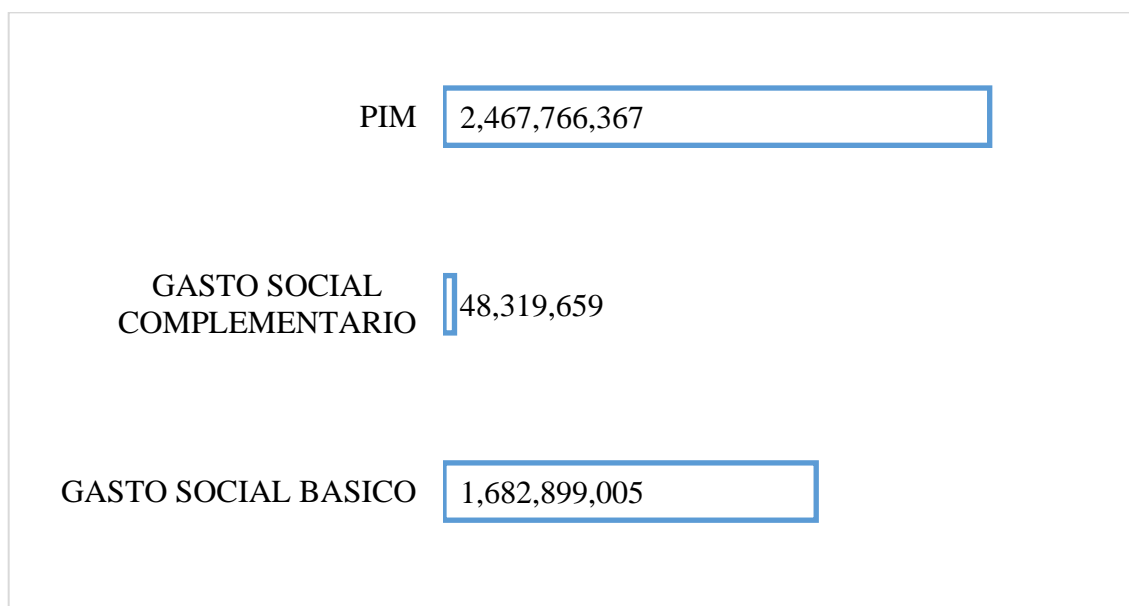 PIM 2,467,766,367
GASTO SOCIAL
COMPLEMENTARIO 48,319,659
GASTO SOCIAL BASICO 1,682,899,005